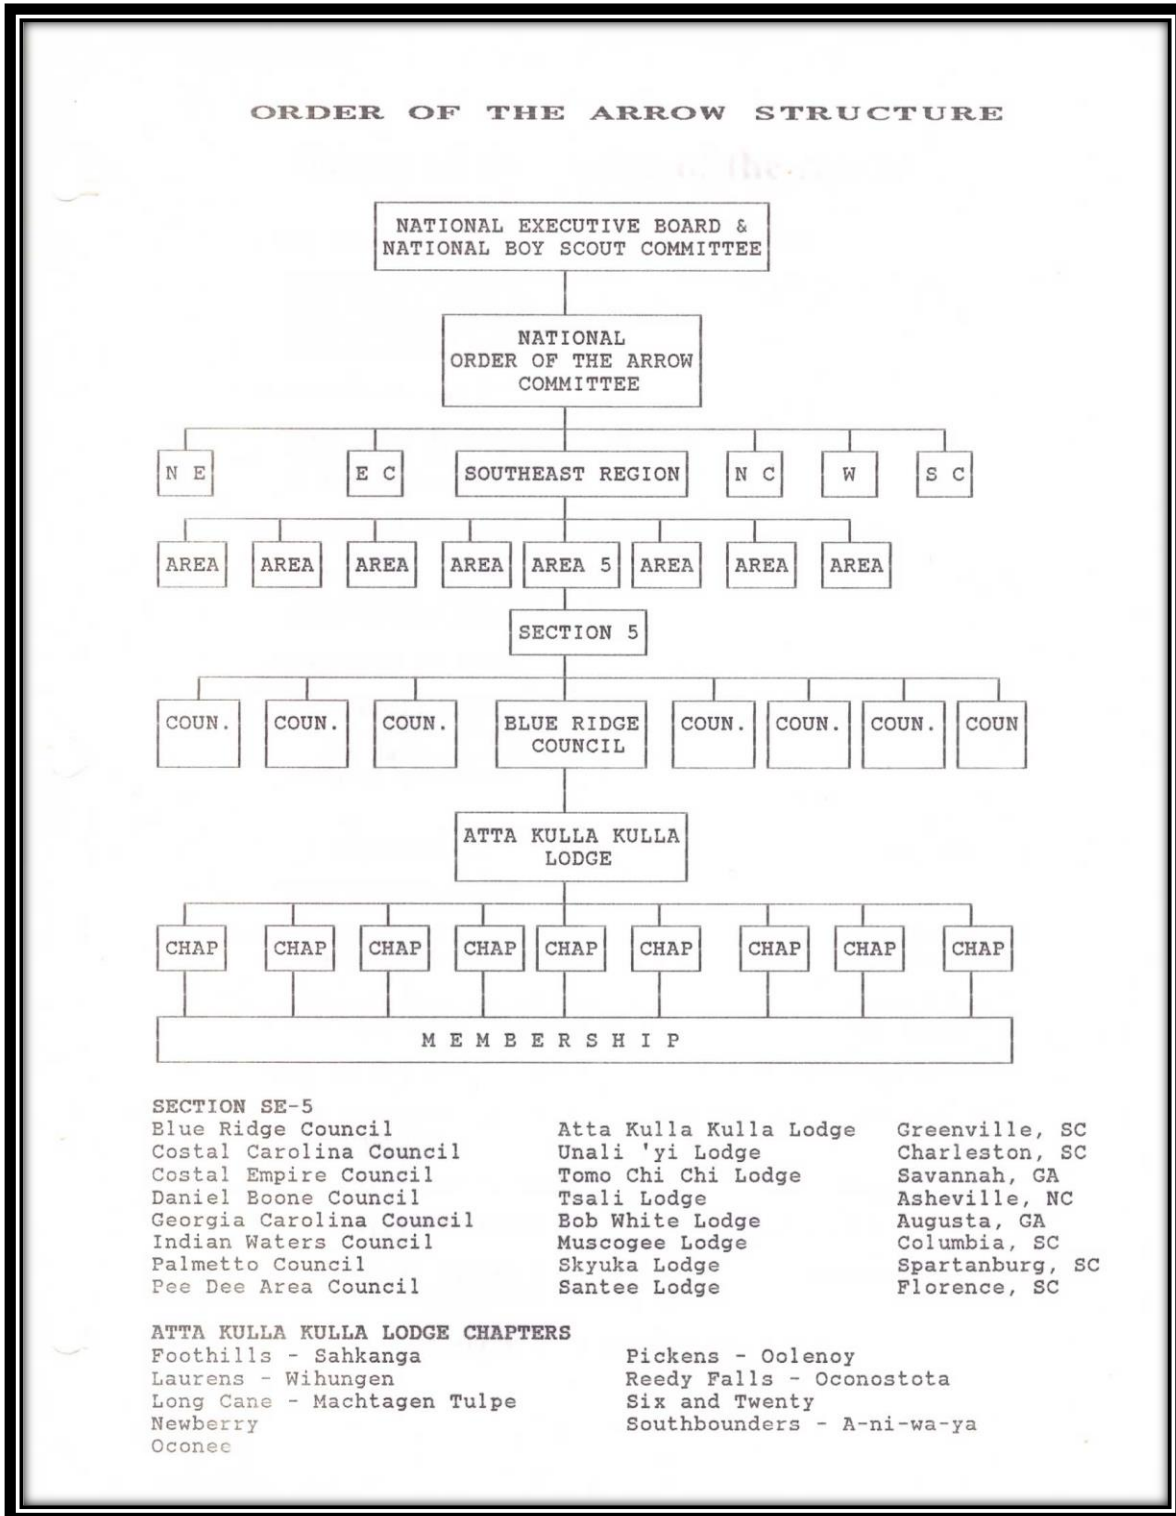 ORDER OF THE ARROW STRUCTURE
NATIONAL EXECUTIVE BOARD &
NATIONAL BOY SCOUT COMMITTEE
NATIONAL
ORDER OF THE ARROW
COMMITTEE
N E E C SOUTHEAST REGION N C W S C
AREA AREA AREA AREA AREA 5 AREA AREA AREA
SECTION 5
COUN. COUN. COUN. BLUE RIDGE COUNCIL COUN. COUN. COUN. COUN
ATTA KULLA KULLA
LODGE
CHAP CHAP CHAP CHAP CHAP CHAP CHAP CHAP CHAP
M E M B E R S H I P
SECTION SE-5
Blue Ridge Council Atta Kulla Kulla Lodge Greenville, SC
Costal Carolina Council Unali 'yi Lodge Charleston, SC
Costal Empire Council Tomo Chi Chi Lodge Savannah, GA
Daniel Boone Council Tsali Lodge Asheville, NC
Georgia Carolina Council Bob White Lodge Augusta, GA
Indian Waters Council Muscogee Lodge Columbia, SC
Palmetto Council Skyuka Lodge Spartanburg, SC
Pee Dee Area Council Santee Lodge Florence, SC
ATTA KULLA KULLA LODGE CHAPTERS
Foothills - Sahkanga Pickens - Oolenoy
Laurens - Wihungen Reedy Falls - Oconostota
Long Cane - Machtagen Tulpe Six and Twenty
Newberry Southbounders - A-ni-wa-ya
Oconee